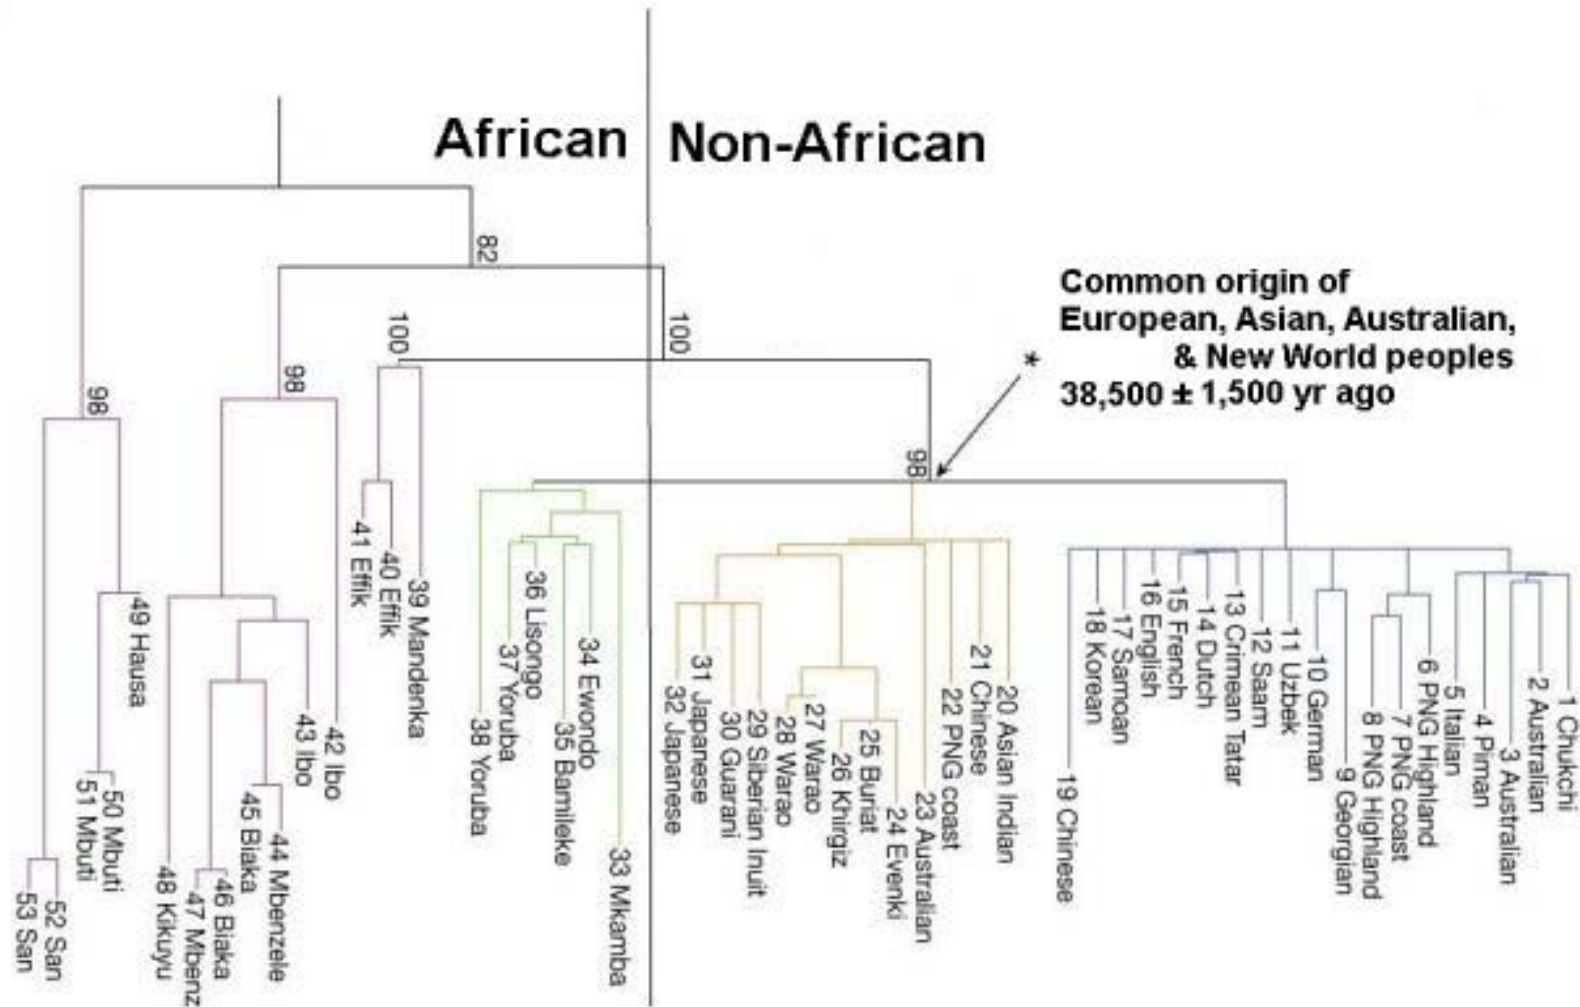 African
Non-African
Common origin of
European, Asian, Australian,
& New World peoples
*
38,500 ± 1,500 yr ago
82
100
100
98
98
98
53 San
52 San
51 Mbuti
50 Mbuti
49 Hausa
48 Kikuyu
47 Mbenz
46 Biaka
45 Biaka
44 Mbenzele
43 Ibo
42 Ibo
41 Effik
40 Effik
39 Mandenka
38 Yoruba
37 Yoruba
36 Lisongo
35 Bamileke
34 Ewondo
33 Mkamba
32 Japanese
31 Japanese
30 Guarani
29 Siberian Inuit
28 Warao
27 Warao
26 Khirgiz
25 Buriat
24 Evenki
23 Australian
22 PNG coast
21 Chinese
20 Asian Indian
19 Chinese
18 Korean
17 Samoan
16 English
15 French
14 Dutch
13 Crimean Tatar
12 Saam
11 Uzbek
10 German
9 Georgian
8 PNG Highland
7 PNG coast
6 PNG Highland
5 Italian
4 Piman
3 Australian
2 Australian
1 Chukchi